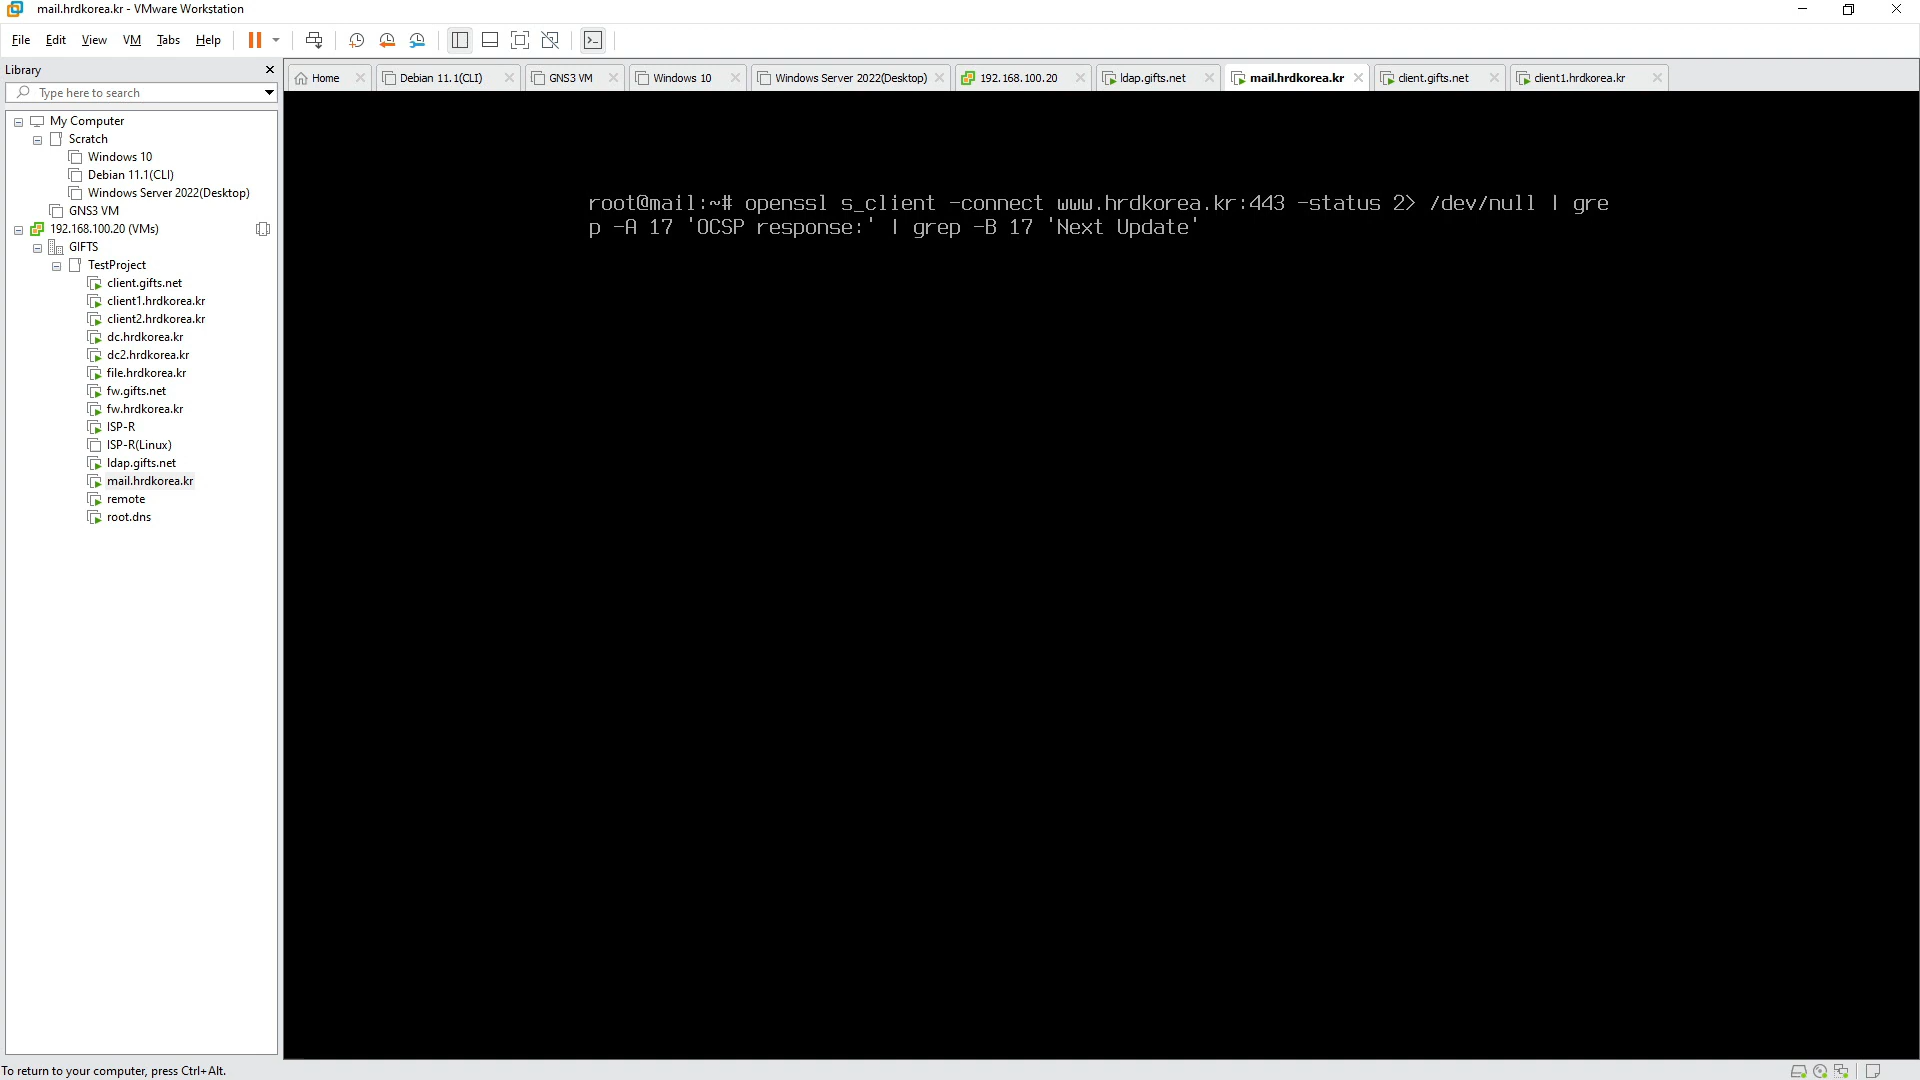 mail.hrdkorea.kr - VMware Workstation
File Edit View VM Tabs Help
Library
Type here to search
Home
Debian 11.1(CLI)
GNS3 VM
Windows 10
Windows Server 2022(Desktop)
192.168.100.20
ldap.gifts.net
mail.hrdkorea.kr
client.gifts.net
client1.hrdkorea.kr
My Computer
Scratch
Windows 10
Debian 11.1(CLI)
Windows Server 2022(Desktop)
GNS3 VM
192.168.100.20 (VMs)
GIFTS
TestProject
client.gifts.net
client1.hrdkorea.kr
client2.hrdkorea.kr
dc.hrdkorea.kr
dc2.hrdkorea.kr
file.hrdkorea.kr
fw.gifts.net
fw.hrdkorea.kr
ISP-R
ISP-R(Linux)
ldap.gifts.net
mail.hrdkorea.kr
remote
root.dns
root@mail:~# openssl s_client -connect www.hrdkorea.kr:443 -status 2> /dev/null | gre
p -A 17 'OCSP response:' | grep -B 17 'Next Update'
To return to your computer, press Ctrl+Alt.